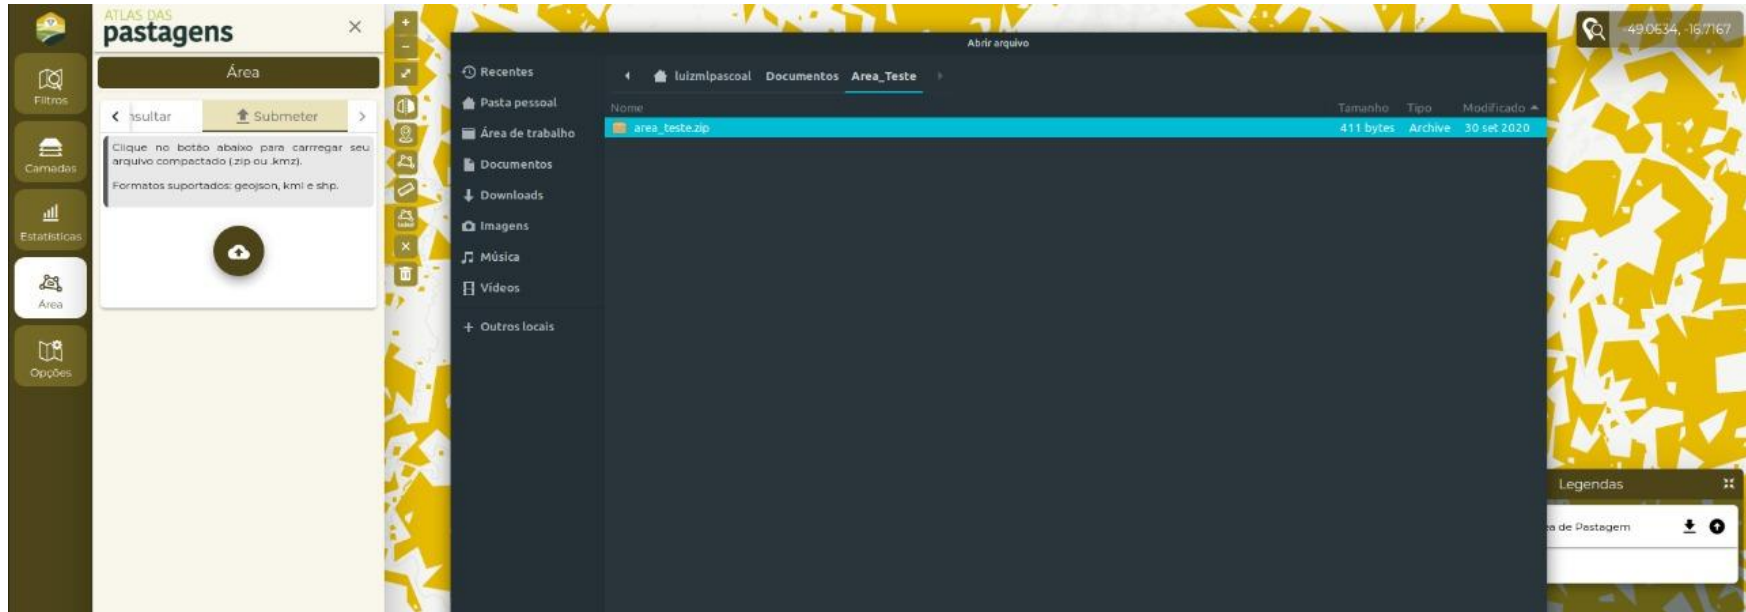 ATLAS DAS
pastagens
Área
Submeter
Clique no botão abaixo para carrregar seu
arquivo compactado (.zip ou .kmz).
Formatos suportados: geojson, kml e shp.
Filtros
Camadas
Estatísticas
Área
Opções
Abrir arquivo
Recentes
Pasta pessoal
Área de trabalho
Documentos
Downloads
Imagens
Música
Vídeos
+ Outros locais
luizmlpascoal Documentos Area_Teste
Nome Tamanho Tipo Modificado
area_teste.zip 411 bytes Archive 30 set 2020
-49.0634, -16.7167
Legendas
de Pastagem